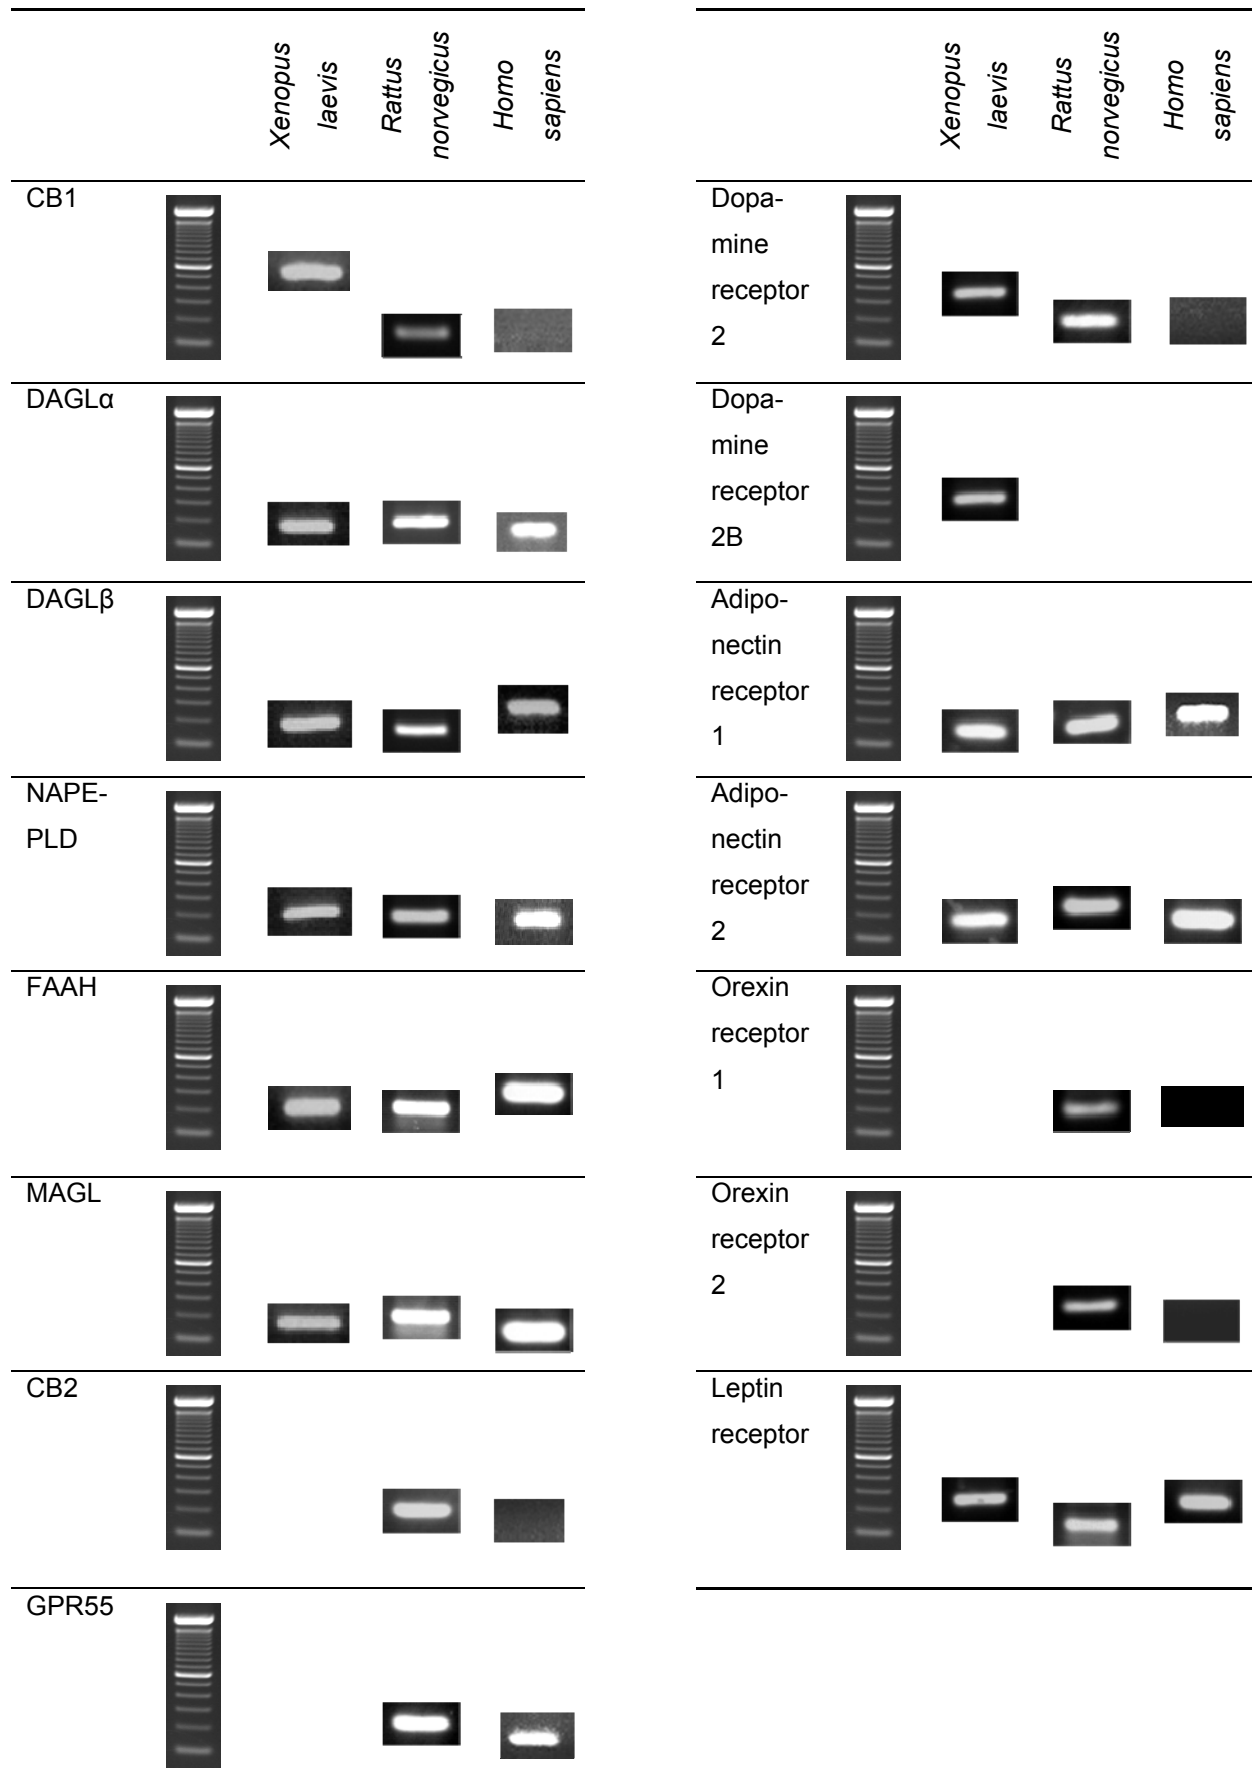 Xenopus
laevis
Rattus
norvegicus
Homo
sapiens
CB1
DAGLα
DAGLβ
NAPE-
PLD
FAAH
MAGL
CB2
GPR55
Xenopus
laevis
Rattus
norvegicus
Homo
sapiens
Dopa-
mine
receptor
2
Dopa-
mine
receptor
2B
Adipo-
nectin
receptor
1
Adipo-
nectin
receptor
2
Orexin
receptor
1
Orexin
receptor
2
Leptin
receptor